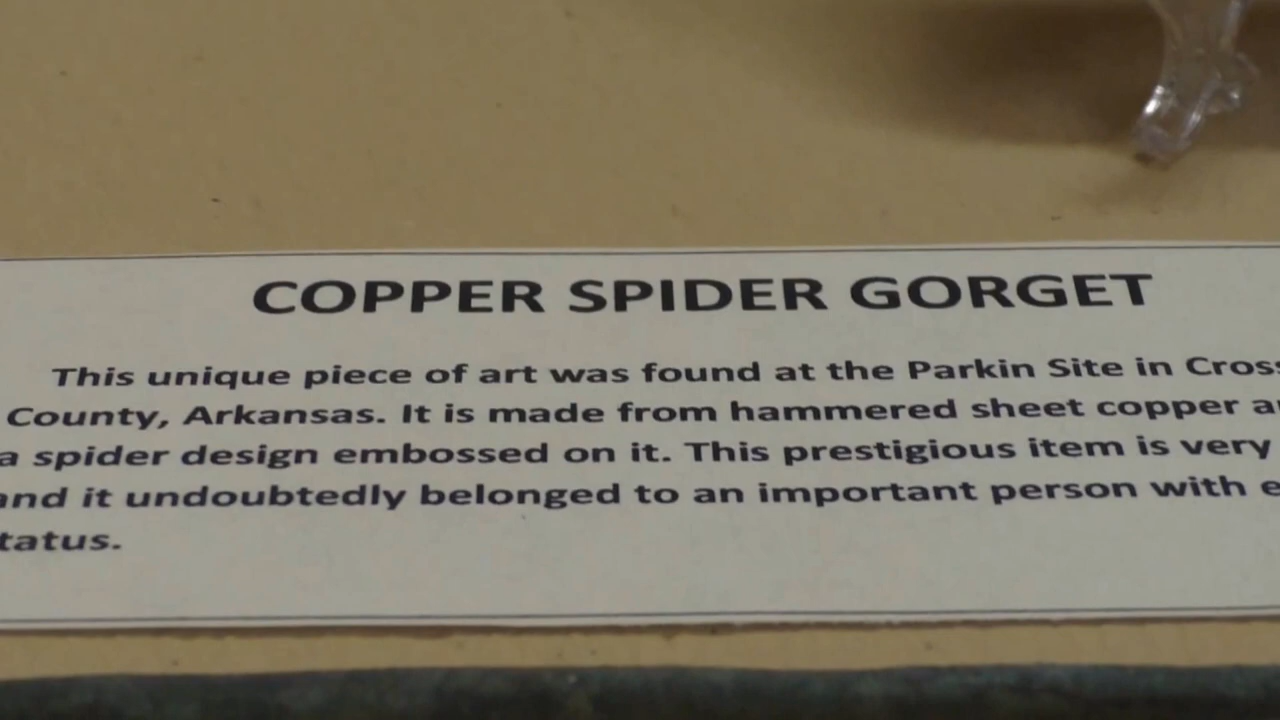 COPPER SPIDER GORGET
This unique piece of art was found at the Parkin Site in Cross
County, Arkansas. It is made from hammered sheet copper
a spider design embossed on it. This prestigious item is very
and it undoubtedly belonged to an important person with
tatus.